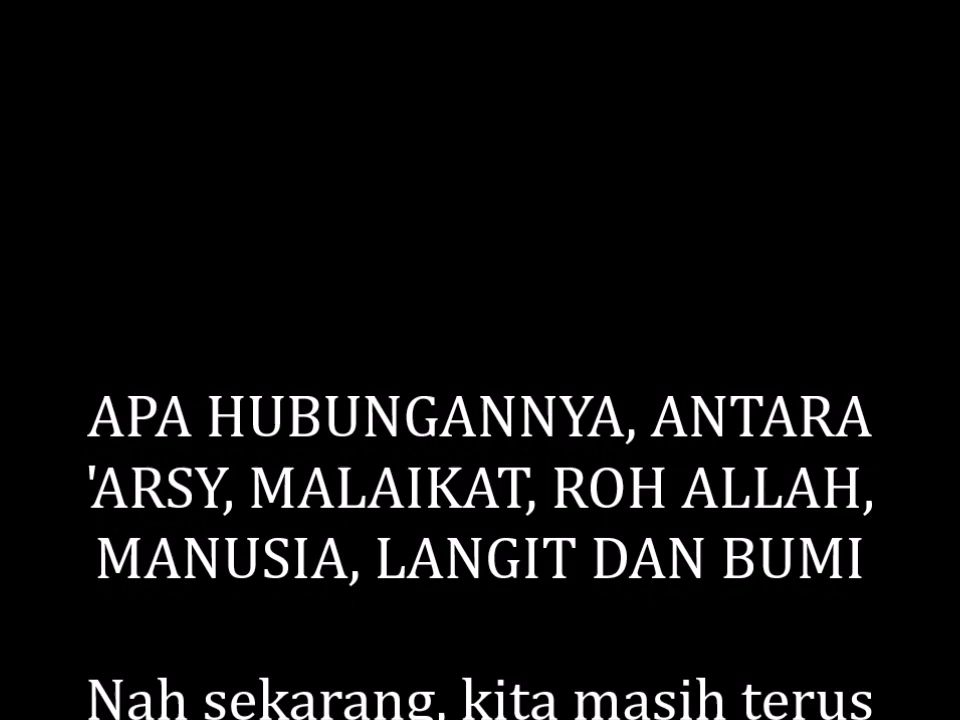 APA HUBUNGANNYA, ANTARA
'ARSY, MALAIKAT, ROH ALLAH,
MANUSIA, LANGIT DAN BUMI
Nah sekarang, kita masih terus